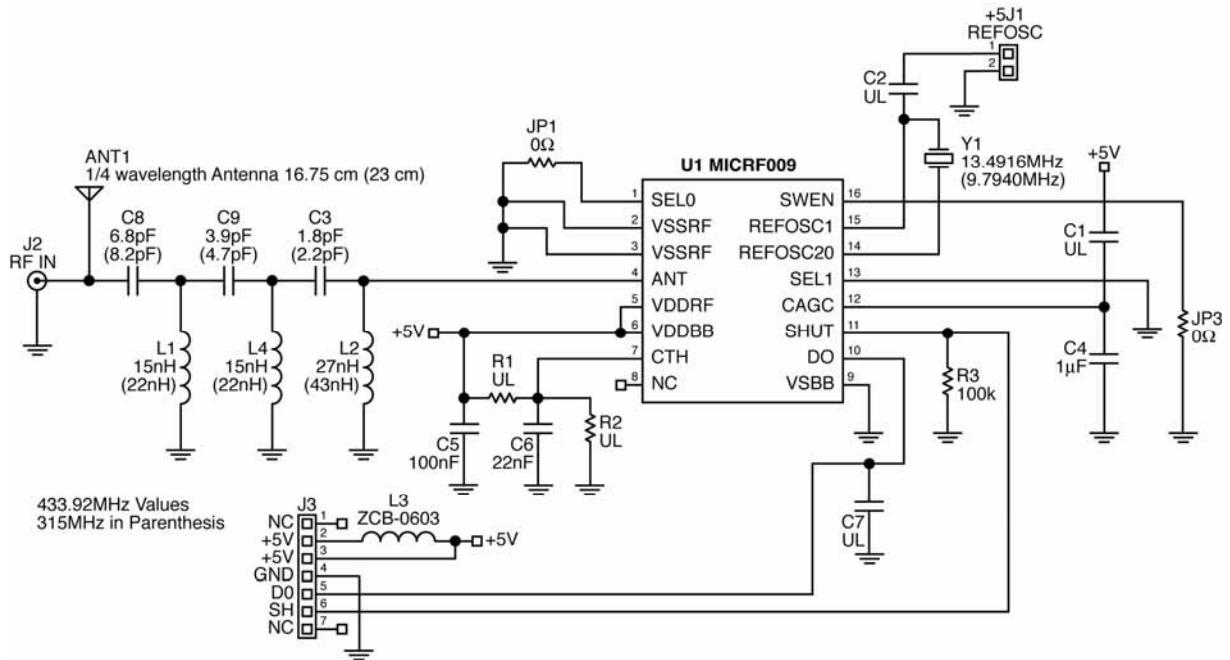 +5J1
REFOSC
1
2
C2
UL
JP1
0Ω
Y1
13.4916MHz
(9.7940MHz)
+5V
ANT1
1/4 wavelength Antenna 16.75 cm (23 cm)
U1 MICRF009
1 SEL0 SWEN 16
2 VSSRF REFOSC1 15
3 VSSRF REFOSC20 14
4 ANT SEL1 13
5 VDDRF CAGC 12
6 VDDBB SHUT 11
7 CTH DO 10
8 NC VSBB 9
J2
RF IN
C8
6.8pF
(8.2pF)
C9
3.9pF
(4.7pF)
C3
1.8pF
(2.2pF)
C1
UL
L1
15nH
(22nH)
L4
15nH
(22nH)
L2
27nH
(43nH)
+5V
R1
UL
R2
UL
C5
100nF
C6
22nF
R3
100k
C4
1µF
JP3
0Ω
433.92MHz Values
315MHz in Parenthesis
C7
UL
J3
L3
ZCB-0603
NC 1
+5V 2
+5V
+5V 3
GND 4
D0 5
SH 6
NC 7